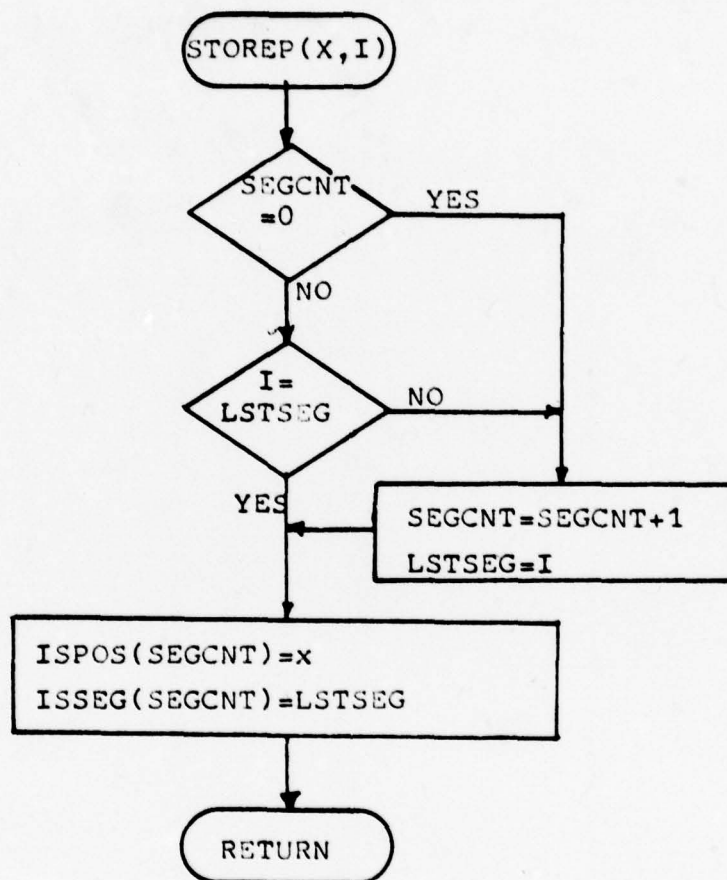 STOREP(X,I)
SEGCNT
=0
YES
NO
I=
LSTSEG
NO
YES
SEGCNT=SEGCNT+1
LSTSEG=I
ISPOS(SEGCNT)=x
ISSEG(SEGCNT)=LSTSEG
RETURN